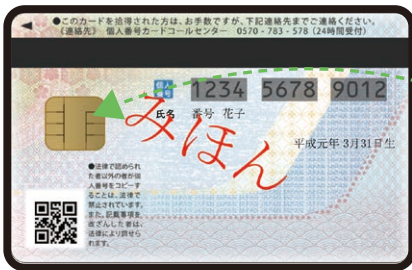 ●このカードを拾得された方は、お手数ですが、下記連絡先までご連絡ください。
《連絡先》 個人番号カードコールセンター 0570-783-578(24時間受付)
個人番号 1234 5678 9012
氏名 番号 花子
平成元年 3月31日生
みほん
●法律で認められ
た者以外の者が個
人番号をコピーす
ることは、法律で
禁止されています。
また、記載事項を
改ざんした者は、
法律により罰せら
れます。